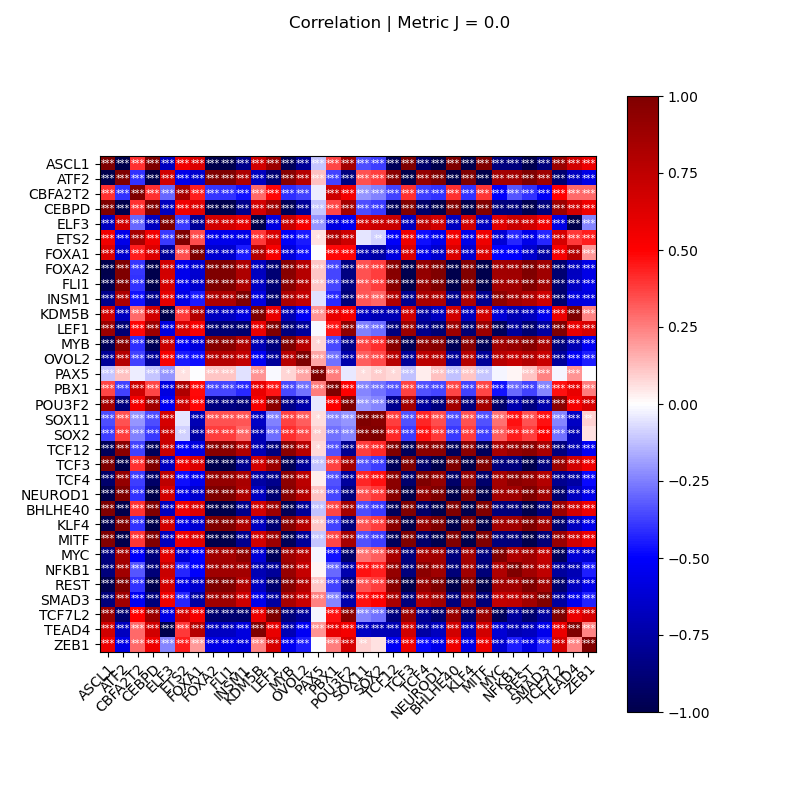 Correlation | Metric J = 0.0
ASCL1
ATF2
CBFA2T2
CEBPD
ELF3
ETS2
FOXA1
FOXA2
FLI1
INSM1
KDM5B
LEF1
MYB
OVOL2
PAX5
PBX1
POU3F2
SOX11
SOX2
TCF12
TCF3
TCF4
NEUROD1
BHLHE40
KLF4
MITF
MYC
NFKB1
REST
SMAD3
TCF7L2
TEAD4
ZEB1
ASCL1
ATF2
CBFA2T2
CEBPD
ELF3
ETS2
FOXA1
FOXA2
FLI1
INSM1
KDM5B
LEF1
MYB
OVOL2
PAX5
PBX1
POU3F2
SOX11
SOX2
TCF12
TCF3
TCF4
NEUROD1
BHLHE40
KLF4
MITF
MYC
NFKB1
REST
SMAD3
TCF7L2
TEAD4
ZEB1
1.00
0.75
0.50
0.25
0.00
−0.25
−0.50
−0.75
−1.00